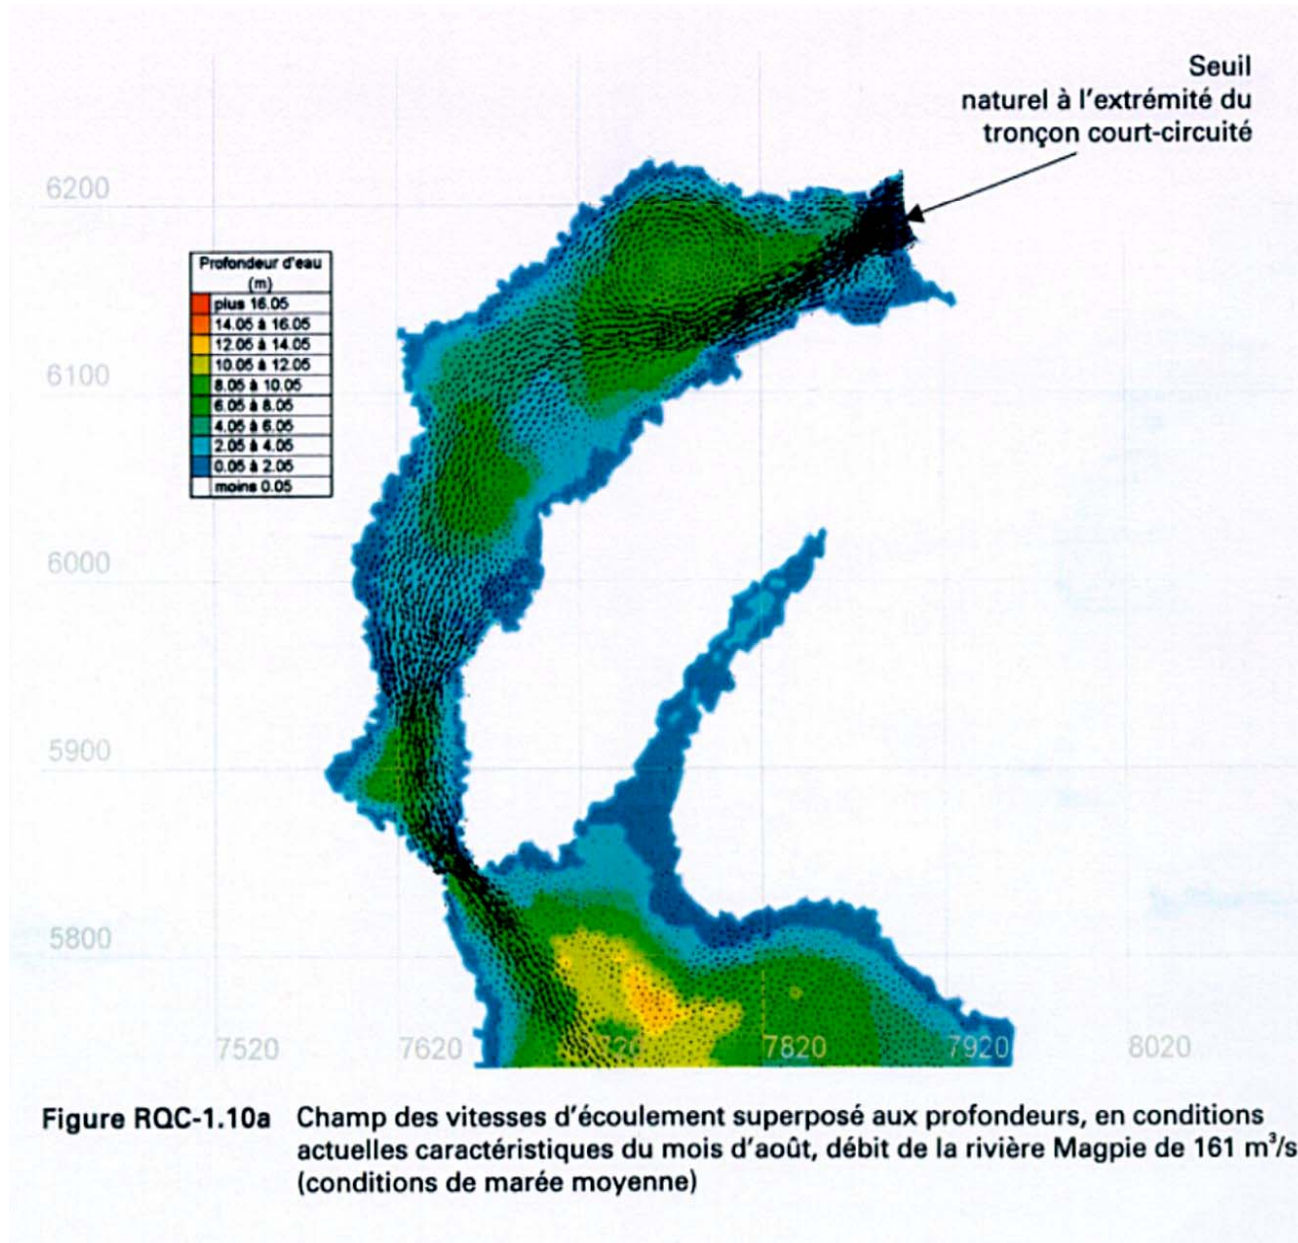 Seuil
naturel à l'extrémité du
tronçon court-circuité
6200
Profondeur d'eau
(m)
plus 16.05
14.05 à 16.05
12.05 à 14.05
10.05 à 12.05
8.05 à 10.05
6.05 à 8.05
4.05 à 6.05
2.05 à 4.05
0.05 à 2.05
moins 0.05
6100
6000
5900
5800
7520 7620 7820 7920 8020
Figure RQC-1.10a Champ des vitesses d'écoulement superposé aux profondeurs, en conditions
actuelles caractéristiques du mois d'août, débit de la rivière Magpie de 161 m³/s
(conditions de marée moyenne)